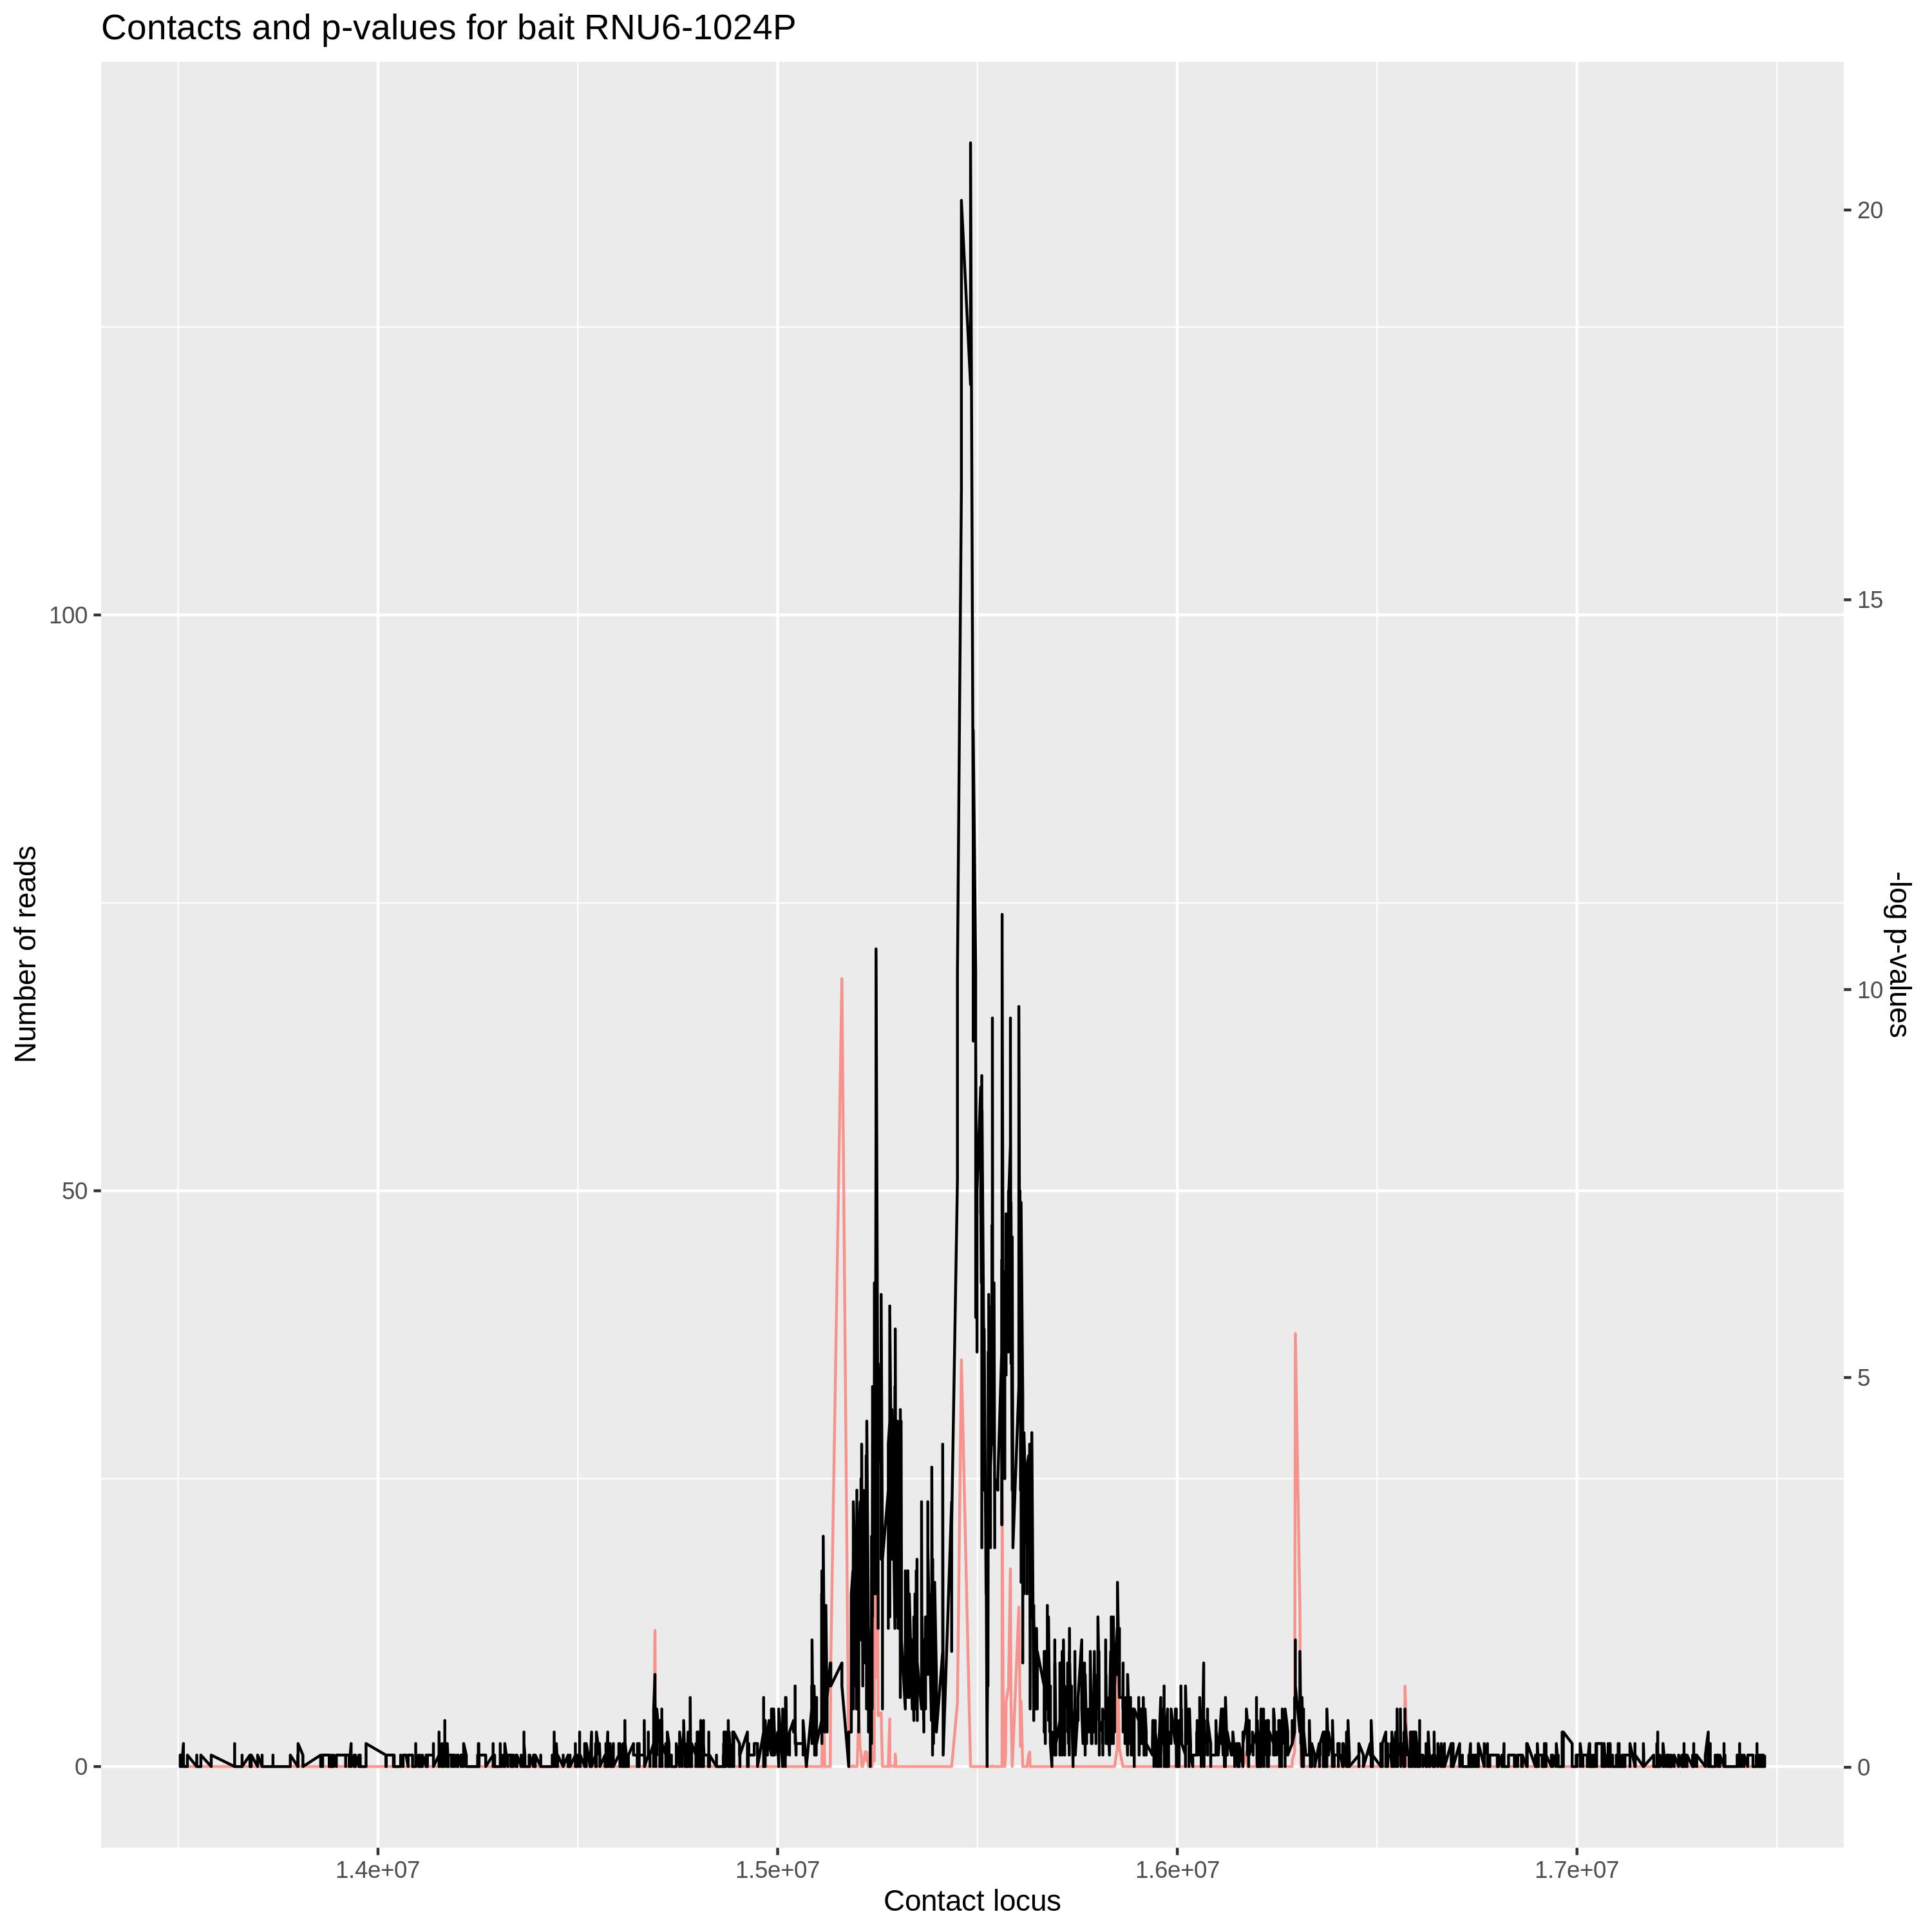 Contacts and p-values for bait RNU6-1024P
Number of reads
100
50
0
20
15
10
5
0
-log p-values
1.4e+07
1.5e+07
1.6e+07
1.7e+07
Contact locus